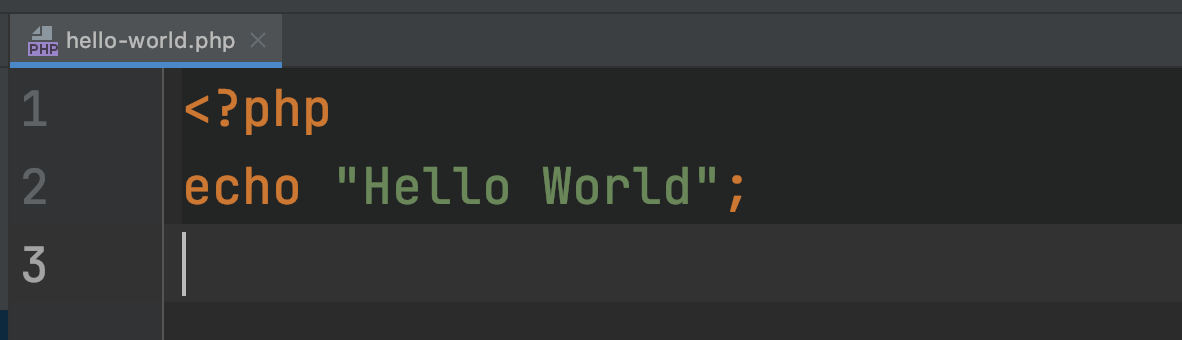 PHP hello-world.php
1 <?php
2 echo "Hello World";
3